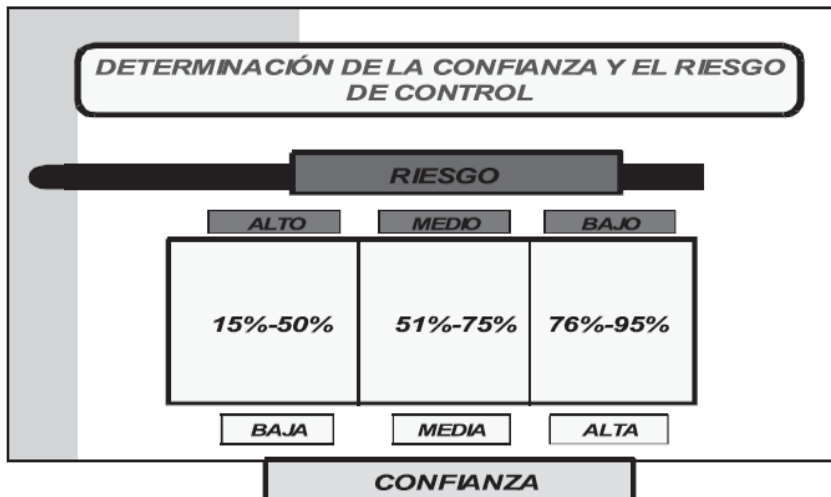 DETERMINACIÓN DE LA CONFIANZA Y EL RIESGO
DE CONTROL
RIESGO
ALTO MEDIO BAJO
15%-50% 51%-75% 76%-95%
BAJA MEDIA ALTA
CONFIANZA